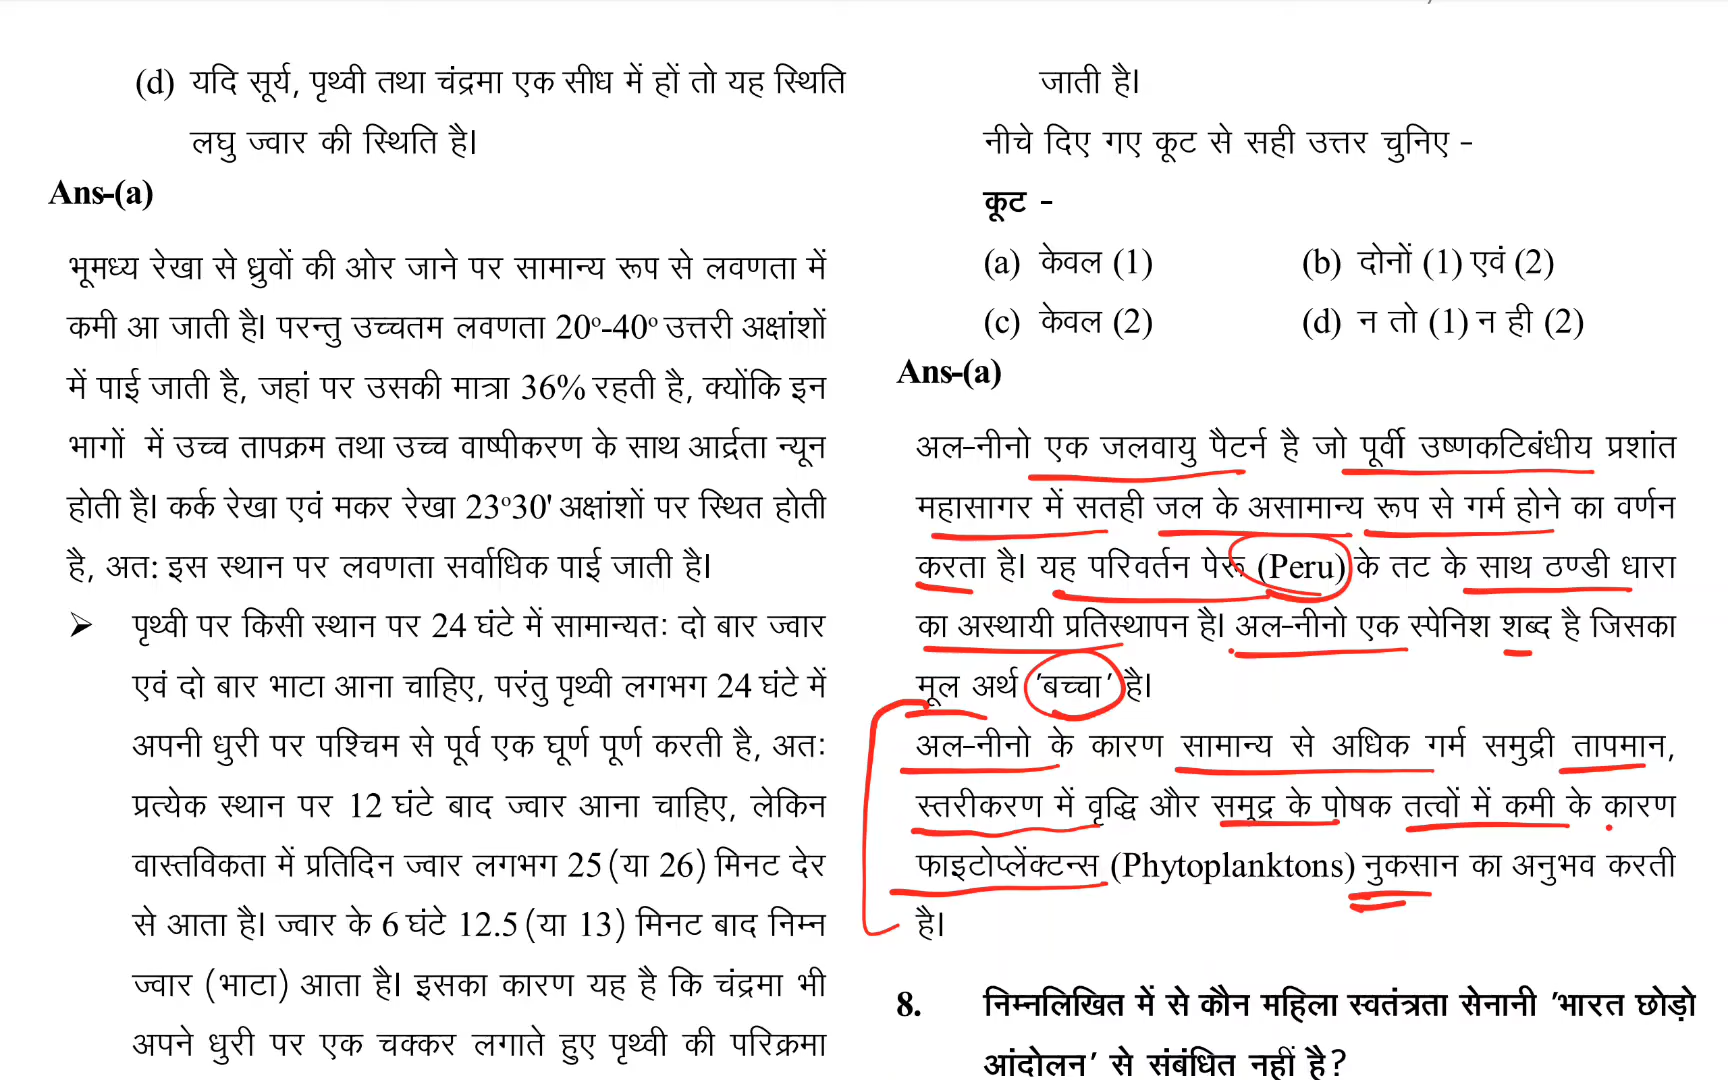 (d) यदि सूर्य, पृथ्वी तथा चंद्रमा एक सीध में हों तो यह स्थिति
लघु ज्वार की स्थिति है।
Ans-(a)
भूमध्य रेखा से ध्रुवों की ओर जाने पर सामान्य रूप से लवणता में
कमी आ जाती है। परन्तु उच्चतम लवणता 20º-40º उत्तरी अक्षांशों
में पाई जाती है, जहां पर उसकी मात्रा 36% रहती है, क्योंकि इन
भागों में उच्च तापक्रम तथा उच्च वाष्पीकरण के साथ आर्द्रता न्यून
होती है। कर्क रेखा एवं मकर रेखा 23º30' अक्षांशों पर स्थित होती
है, अत: इस स्थान पर लवणता सर्वाधिक पाई जाती है।
➢ पृथ्वी पर किसी स्थान पर 24 घंटे में सामान्यतः दो बार ज्वार
एवं दो बार भाटा आना चाहिए, परंतु पृथ्वी लगभग 24 घंटे में
अपनी धुरी पर पश्चिम से पूर्व एक घूर्ण पूर्ण करती है, अतः
प्रत्येक स्थान पर 12 घंटे बाद ज्वार आना चाहिए, लेकिन
वास्तविकता में प्रतिदिन ज्वार लगभग 25 (या 26) मिनट देर
से आता है। ज्वार के 6 घंटे 12.5 (या 13) मिनट बाद निम्न
ज्वार (भाटा) आता है। इसका कारण यह है कि चंद्रमा भी
अपने धुरी पर एक चक्कर लगाते हुए पृथ्वी की परिक्रमा
जाती है।
नीचे दिए गए कूट से सही उत्तर चुनिए -
कूट -
(a) केवल (1) (b) दोनों (1) एवं (2)
(c) केवल (2) (d) न तो (1) न ही (2)
Ans-(a)
अल-नीनो एक जलवायु पैटर्न है जो पूर्वी उष्णकटिबंधीय प्रशांत
महासागर में सतही जल के असामान्य रूप से गर्म होने का वर्णन
करता है। यह परिवर्तन पेरू (Peru) के तट के साथ ठण्डी धारा
का अस्थायी प्रतिस्थापन है। अल-नीनो एक स्पेनिश शब्द है जिसका
मूल अर्थ 'बच्चा' है।
अल-नीनो के कारण सामान्य से अधिक गर्म समुद्री तापमान,
स्तरीकरण में वृद्धि और समुद्र के पोषक तत्वों में कमी के कारण
फाइटोप्लेंक्टन्स (Phytoplanktons) नुकसान का अनुभव करती
है।
8. निम्नलिखित में से कौन महिला स्वतंत्रता सेनानी 'भारत छोड़ो
आंदोलन' से संबंधित नहीं है?